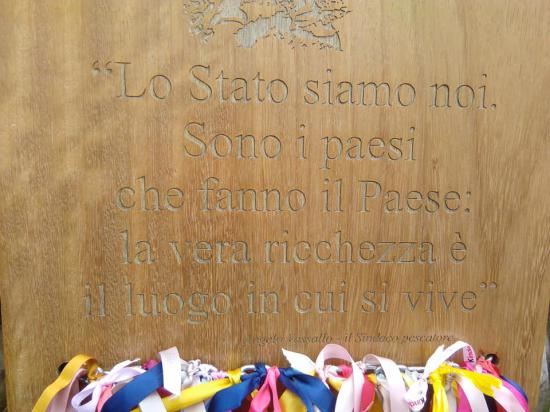 “Lo Stato siamo noi.
Sono i paesi
che fanno il Paese:
la vera ricchezza è
il luogo in cui si vive”
Angelo Vassallo - il Sindaco pescatore